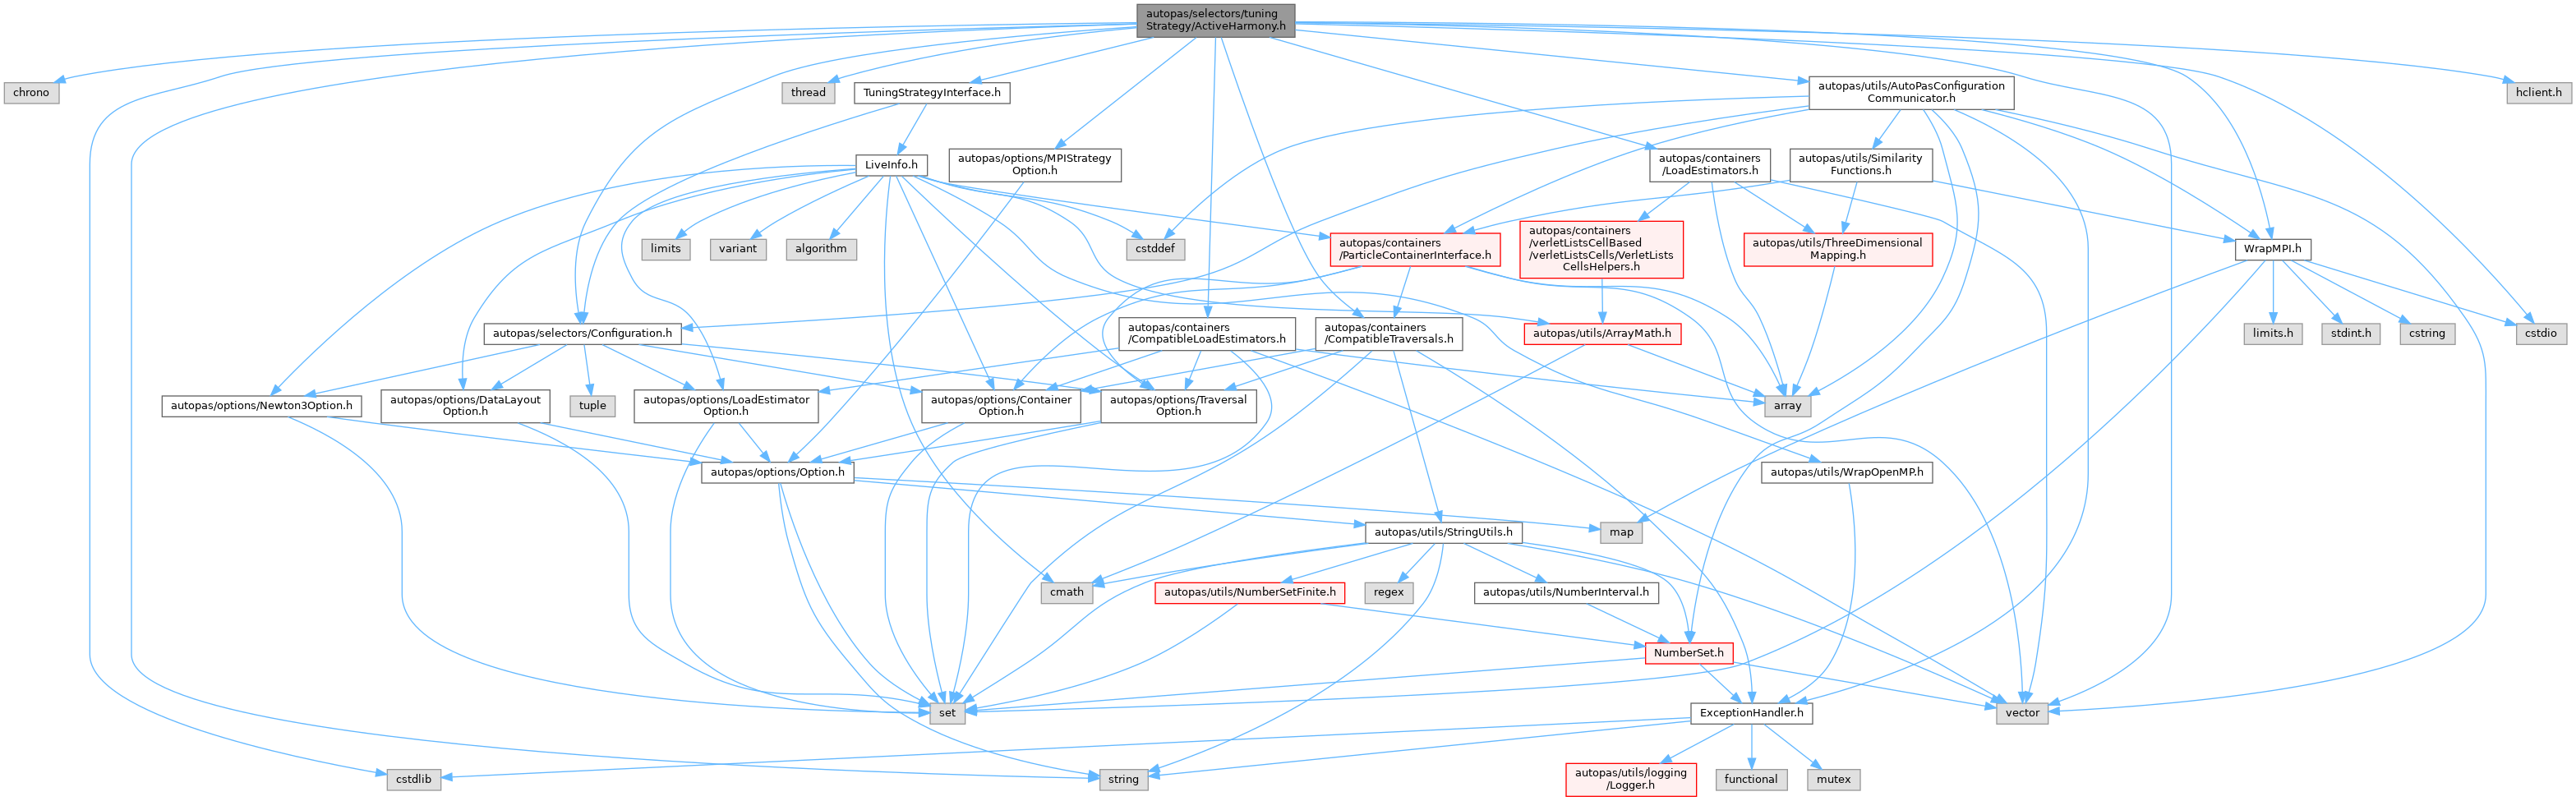 autopas/selectors/tuning
Strategy/ActiveHarmony.h
chrono
thread
TuningStrategyInterface.h
autopas/utils/AutoPasConfiguration
Communicator.h
hclient.h
LiveInfo.h
autopas/options/MPIStrategy
Option.h
autopas/containers
/LoadEstimators.h
autopas/utils/Similarity
Functions.h
limits
variant
algorithm
cstddef
autopas/containers
/ParticleContainerInterface.h
autopas/containers
/verletListsCellBased
/verletListsCells/VerletLists
CellsHelpers.h
autopas/utils/ThreeDimensional
Mapping.h
WrapMPI.h
autopas/selectors/Configuration.h
autopas/containers
/CompatibleLoadEstimators.h
autopas/containers
/CompatibleTraversals.h
autopas/utils/ArrayMath.h
limits.h
stdint.h
cstring
cstdio
autopas/options/Newton3Option.h
autopas/options/DataLayout
Option.h
tuple
autopas/options/LoadEstimator
Option.h
autopas/options/Container
Option.h
autopas/options/Traversal
Option.h
array
autopas/options/Option.h
autopas/utils/WrapOpenMP.h
autopas/utils/StringUtils.h
map
cmath
autopas/utils/NumberSetFinite.h
regex
autopas/utils/NumberInterval.h
NumberSet.h
set
ExceptionHandler.h
vector
cstdlib
string
autopas/utils/logging
/Logger.h
functional
mutex